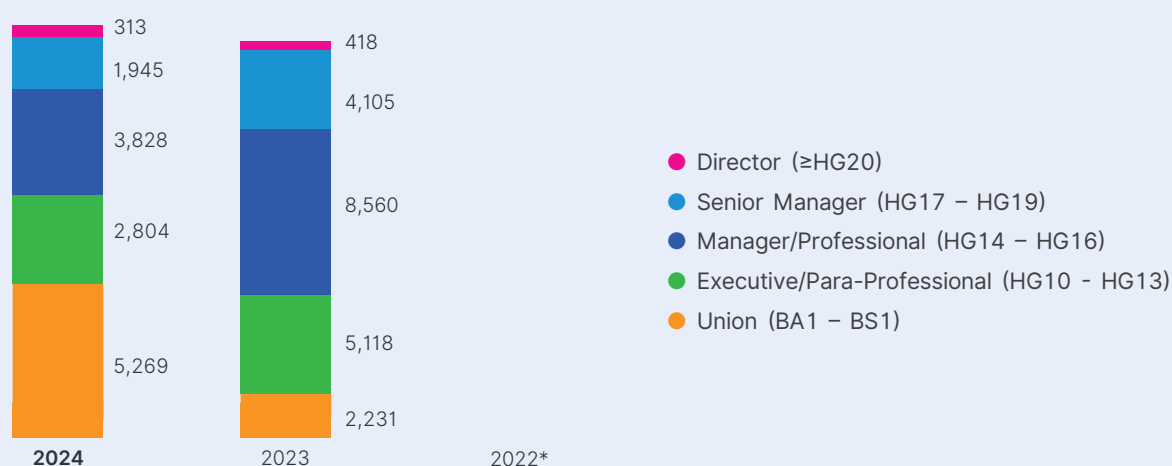 313
1,945
3,828
2,804
5,269
2024
418
4,105
8,560
5,118
2,231
2023
2022*
Director (≥HG20)
Senior Manager (HG17 – HG19)
Manager/Professional (HG14 – HG16)
Executive/Para-Professional (HG10 - HG13)
Union (BA1 – BS1)